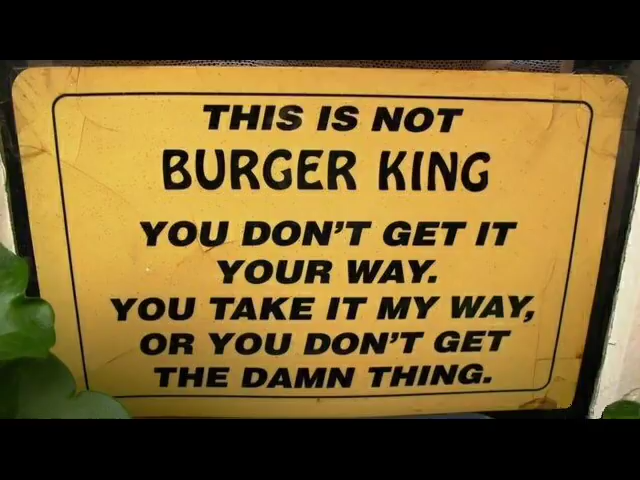 THIS IS NOT
BURGER KING
YOU DON'T GET IT
YOUR WAY.
YOU TAKE IT MY WAY,
OR YOU DON'T GET
THE DAMN THING.